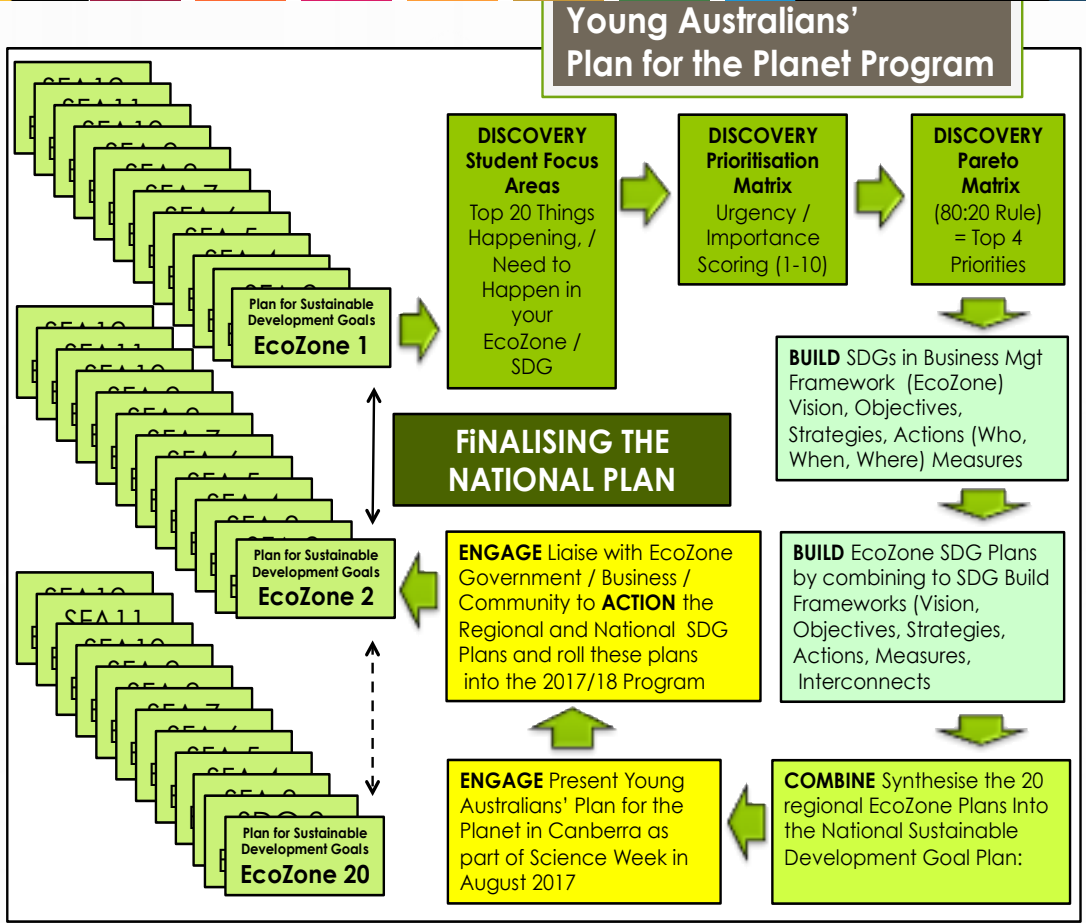 Young Australians’
Plan for the Planet Program
Plan for Sustainable
Development Goals
EcoZone 1
DISCOVERY
Student Focus
Areas
Top 20 Things
Happening, /
Need to
Happen in
your
EcoZone /
SDG
DISCOVERY
Prioritisation
Matrix
Urgency /
Importance
Scoring (1-10)
DISCOVERY
Pareto
Matrix
(80:20 Rule)
= Top 4
Priorities
BUILD SDGs in Business Mgt
Framework (EcoZone)
Vision, Objectives,
Strategies, Actions (Who,
When, Where) Measures
FiNALISING THE
NATIONAL PLAN
Plan for Sustainable
Development Goals
EcoZone 2
ENGAGE Liaise with EcoZone
Government / Business /
Community to ACTION the
Regional and National SDG
Plans and roll these plans
into the 2017/18 Program
BUILD EcoZone SDG Plans
by combining to SDG Build
Frameworks (Vision,
Objectives, Strategies,
Actions, Measures,
Interconnects
Plan for Sustainable
Development Goals
EcoZone 20
ENGAGE Present Young
Australians’ Plan for the
Planet in Canberra as
part of Science Week in
August 2017
COMBINE Synthesise the 20
regional EcoZone Plans Into
the National Sustainable
Development Goal Plan: